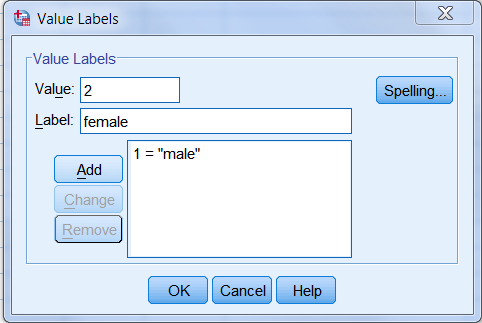 Value Labels
Value Labels
Value: 2
Spelling...
Label: female
Add
1 = "male"
Change
Remove
OK Cancel Help